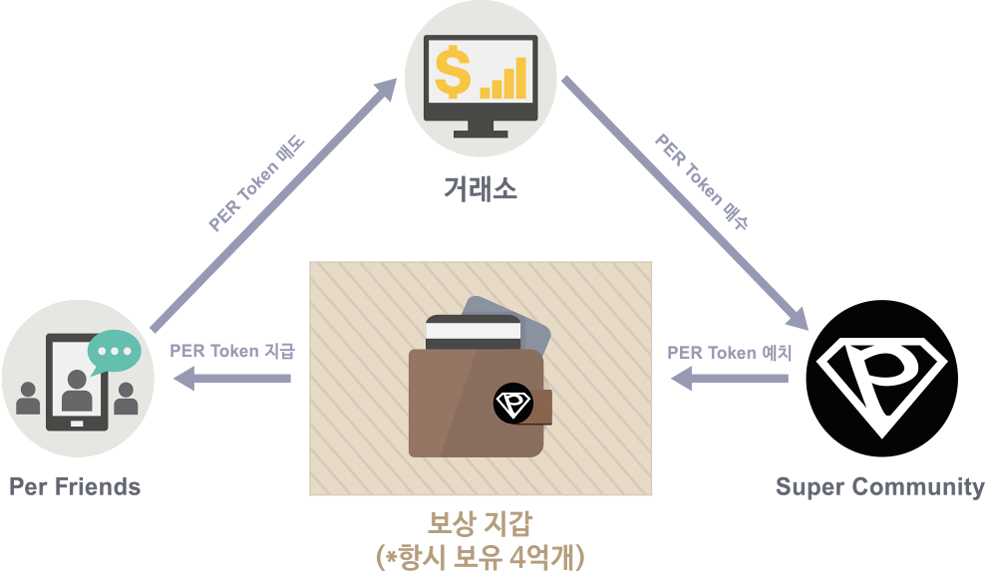 거래소
PER Token 매도
PER Token 매수
PER Token 지급
PER Token 예치
Per Friends
Super Community
보상 지갑
(*항시 보유 4억개)